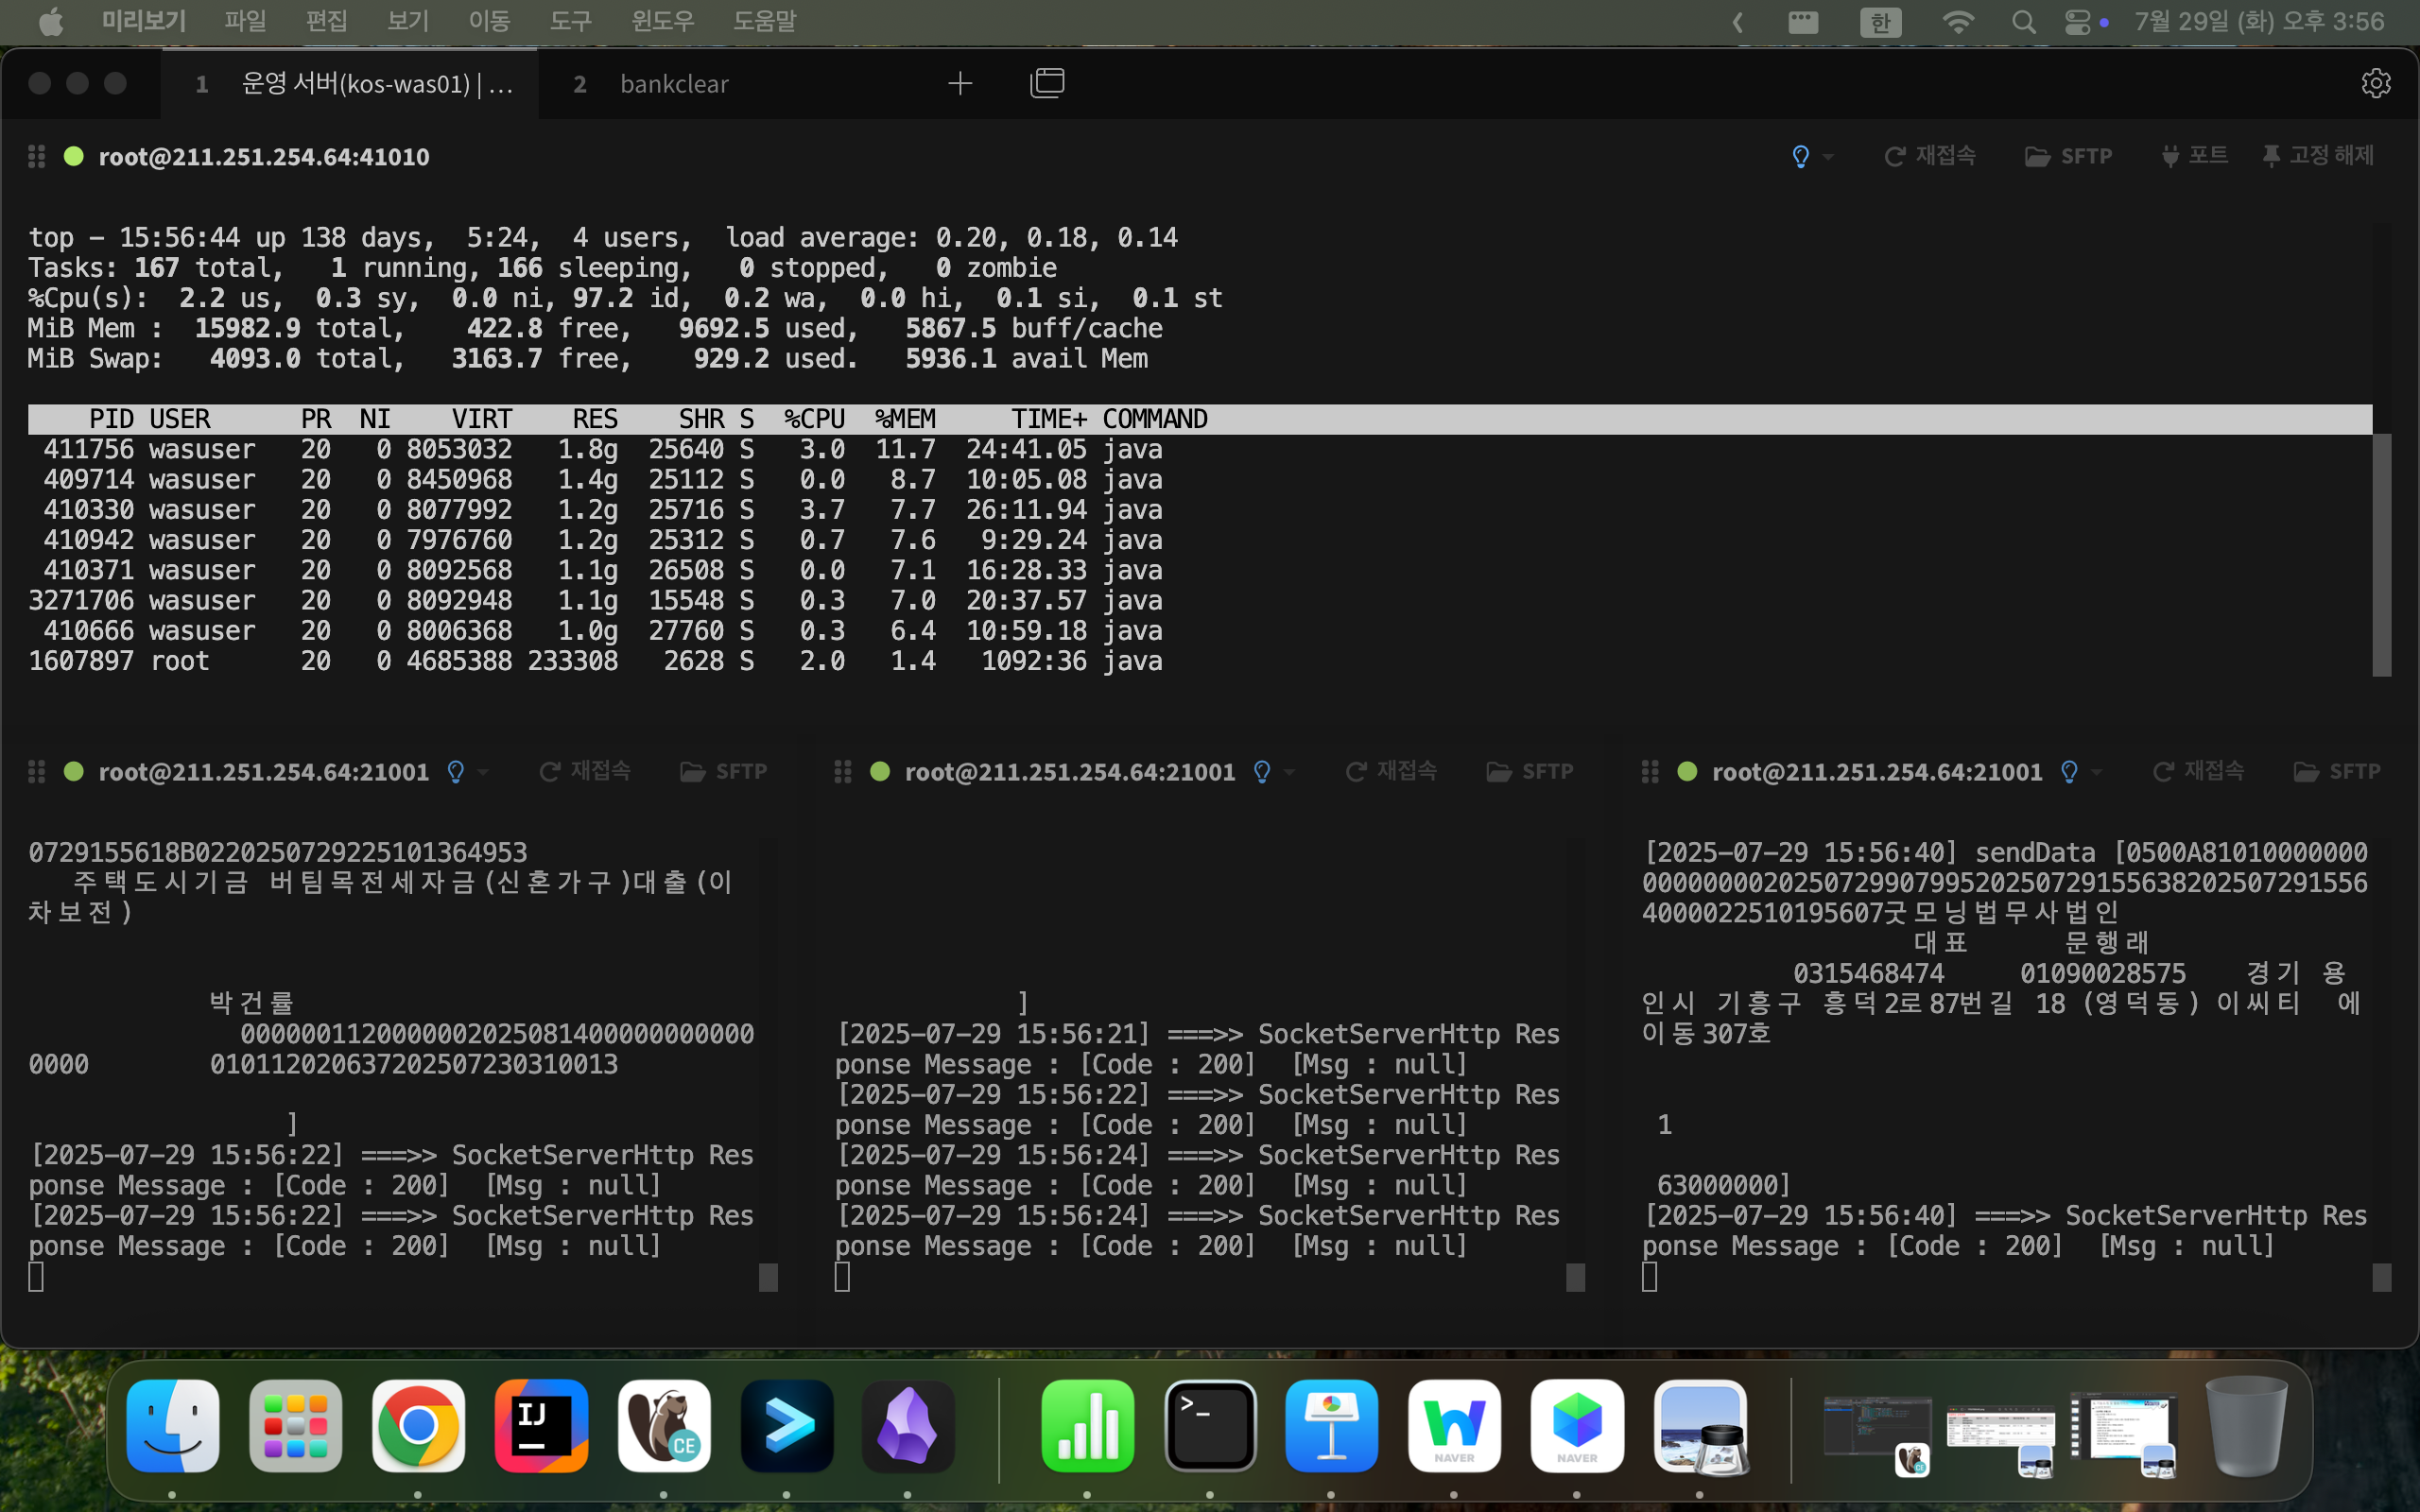 미리보기 파일 편집 보기 이동 도구 윈도우 도움말 한 7월 29일 (화) 오후 3:56
1 운영 서버(kos-was01) | ... 2 bankclear
root@211.251.254.64:41010 재접속 SFTP 포트 고정 해제
top - 15:56:44 up 138 days, 5:24, 4 users, load average: 0.20, 0.18, 0.14
Tasks: 167 total, 1 running, 166 sleeping, 0 stopped, 0 zombie
%Cpu(s): 2.2 us, 0.3 sy, 0.0 ni, 97.2 id, 0.2 wa, 0.0 hi, 0.1 si, 0.1 st
MiB Mem : 15982.9 total, 422.8 free, 9692.5 used, 5867.5 buff/cache
MiB Swap: 4093.0 total, 3163.7 free, 929.2 used. 5936.1 avail Mem
PID USER PR NI VIRT RES SHR S %CPU %MEM TIME+ COMMAND
411756 wasuser 20 0 8053032 1.8g 25640 S 3.0 11.7 24:41.05 java
409714 wasuser 20 0 8450968 1.4g 25112 S 0.0 8.7 10:05.08 java
410330 wasuser 20 0 8077992 1.2g 25716 S 3.7 7.7 26:11.94 java
410942 wasuser 20 0 7976760 1.2g 25312 S 0.7 7.6 9:29.24 java
410371 wasuser 20 0 8092568 1.1g 26508 S 0.0 7.1 16:28.33 java
3271706 wasuser 20 0 8092948 1.1g 15548 S 0.3 7.0 20:37.57 java
410666 wasuser 20 0 8006368 1.0g 27760 S 0.3 6.4 10:59.18 java
1607897 root 20 0 4685388 233308 2628 S 2.0 1.4 1092:36 java
root@211.251.254.64:21001 재접속 SFTP
0729155618B0220250729225101364953
주택도시기금 버팀목전세자금(신혼가구)대출(이
차보전)
박건률
0000001120000002025081400000000000
0000 010112020637202507230310013
]
[2025-07-29 15:56:22] ===>> SocketServerHttp Res
ponse Message : [Code : 200] [Msg : null]
[2025-07-29 15:56:22] ===>> SocketServerHttp Res
ponse Message : [Code : 200] [Msg : null]
root@211.251.254.64:21001 재접속 SFTP
]
[2025-07-29 15:56:21] ===>> SocketServerHttp Res
ponse Message : [Code : 200] [Msg : null]
[2025-07-29 15:56:22] ===>> SocketServerHttp Res
ponse Message : [Code : 200] [Msg : null]
[2025-07-29 15:56:24] ===>> SocketServerHttp Res
ponse Message : [Code : 200] [Msg : null]
[2025-07-29 15:56:24] ===>> SocketServerHttp Res
ponse Message : [Code : 200] [Msg : null]
root@211.251.254.64:21001 재접속 SFTP
[2025-07-29 15:56:40] sendData [0500A81010000000
000000002025072990799520250729155638202507291556
4000022510195607굿모닝법무사법인
대표 문행래
0315468474 01090028575 경기 용
인시 기흥구 흥덕2로87번길 18 (영덕동) 이씨티 에
이동307호
1
63000000]
[2025-07-29 15:56:40] ===>> SocketServerHttp Res
ponse Message : [Code : 200] [Msg : null]
IJ CE >_ NAVER NAVER